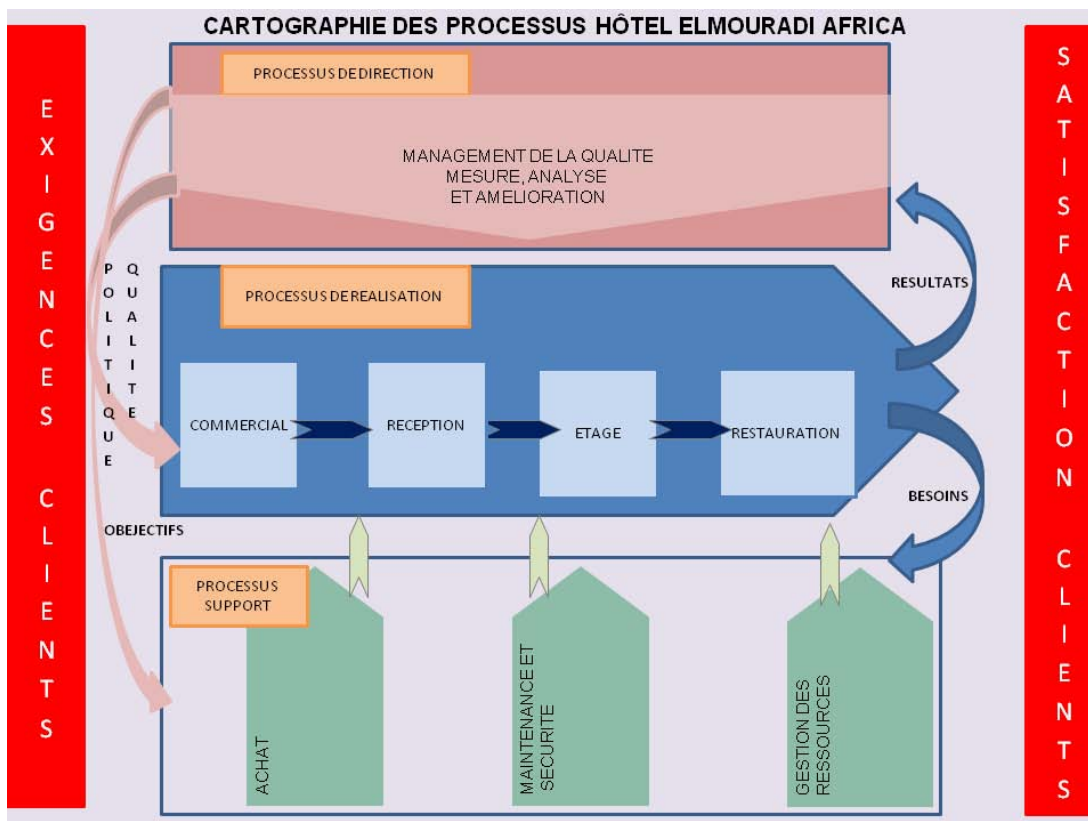 CARTOGRAPHIE DES PROCESSUS HÔTEL ELMOURADI AFRICA
EXIGENCES CLIENTS
PROCESSUS DE DIRECTION
MANAGEMENT DE LA QUALITE
MESURE, ANALYSE
ET AMELIORATION
POLITIQUE
QUALITE
PROCESSUS DE REALISATION
RESULTATS
COMMERCIAL
RECEPTION
ETAGE
RESTAURATION
BESOINS
OBEJECTIFS
PROCESSUS
SUPPORT
ACHAT
MAINTENANCE ET
SECURITE
GESTION DES
RESSOURCES
SATISFACTION CLIENTS